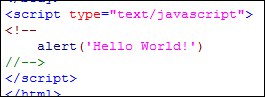 <script type="text/javascript">
<!--
alert('Hello World!')
//-->
</script>
</html>